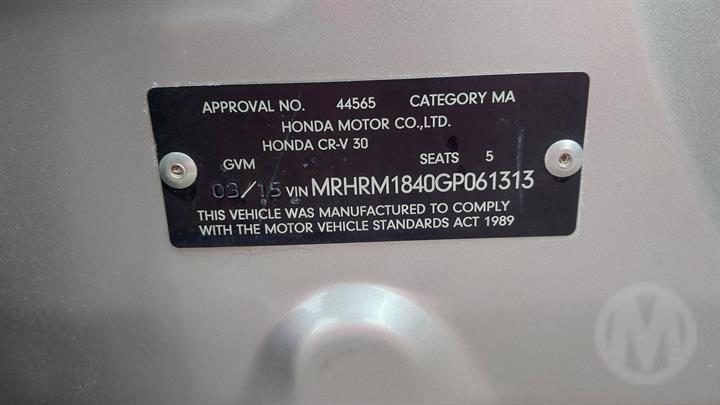 APPROVAL NO. 44565 CATEGORY MA
HONDA MOTOR CO.,LTD.
HONDA CR-V 30
GVM SEATS 5
03/15 VIN MRHRM1840GP061313
THIS VEHICLE WAS MANUFACTURED TO COMPLY
WITH THE MOTOR VEHICLE STANDARDS ACT 1989
M